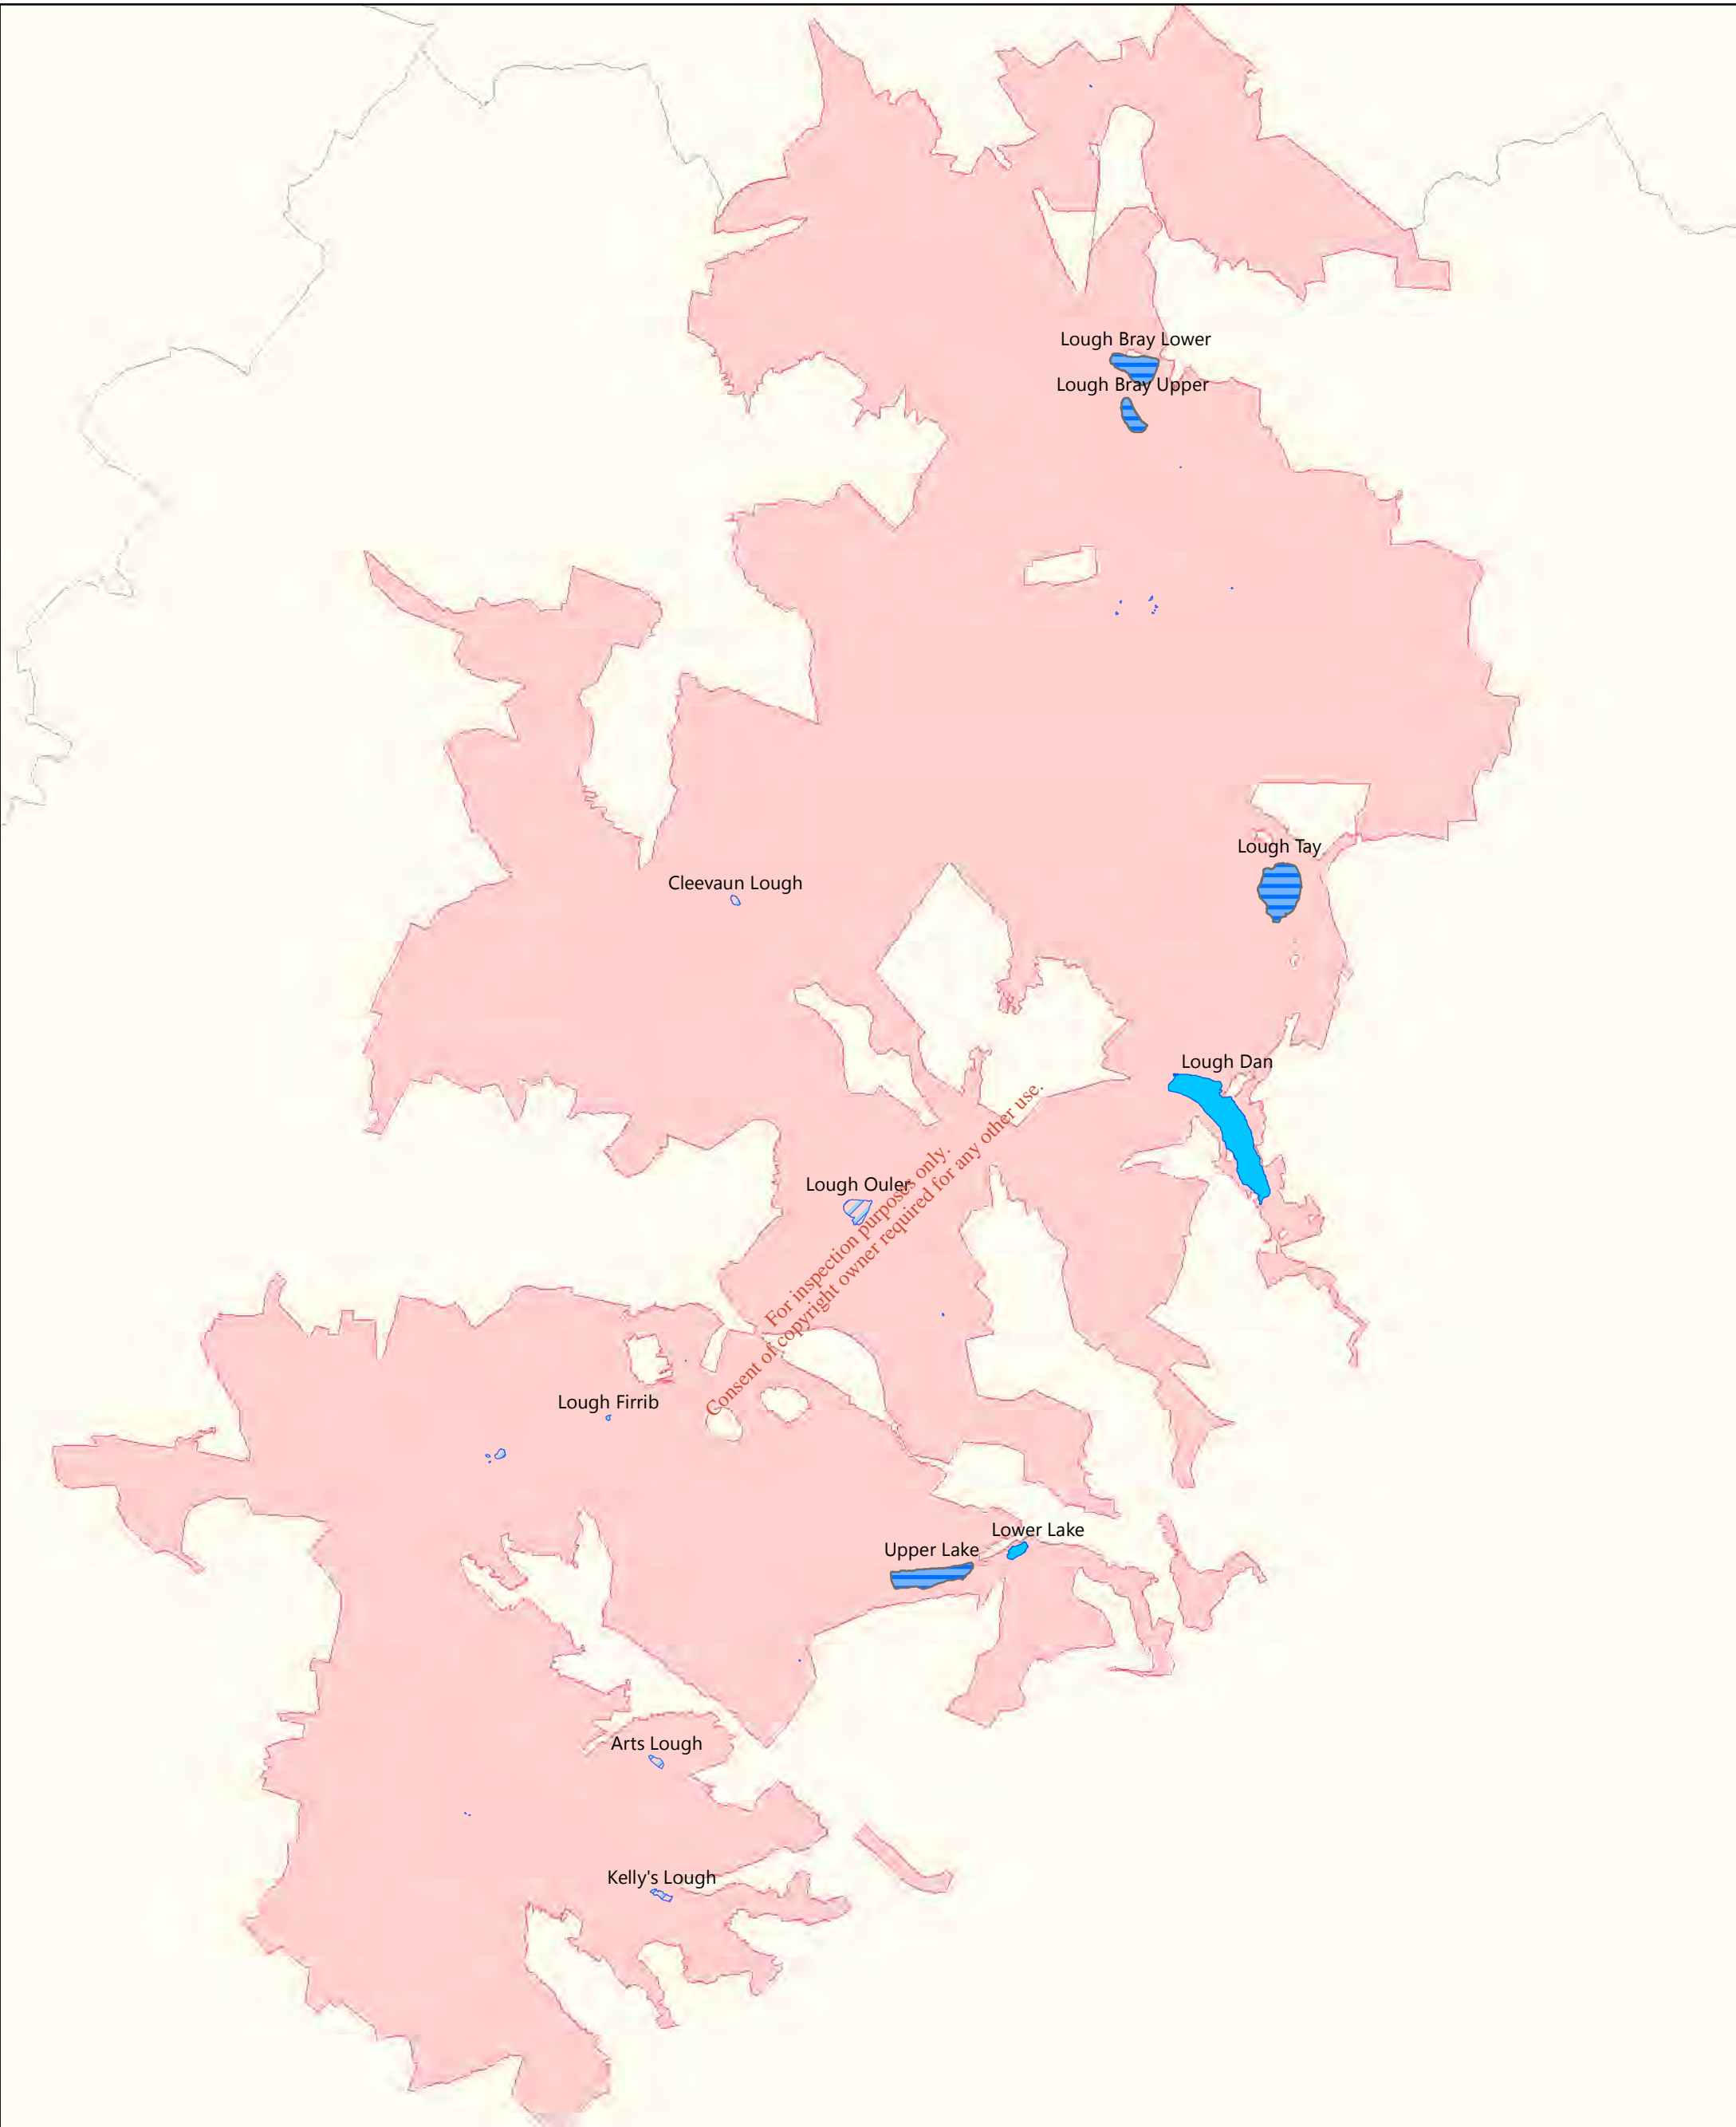 Lough Bray Lower
Lough Bray Upper
Lough Tay
Cleevaun Lough
Lough Dan
Lough Ouler
For inspection purposes only.
Consent of copyright owner required for any other use.
Lough Firrib
Lower Lake
Upper Lake
Arts Lough
Kelly's Lough